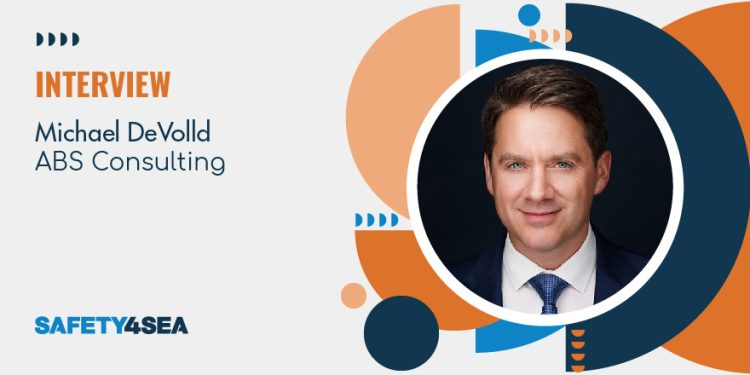 INTERVIEW
Michael DeVolld
ABS Consulting
SAFETY4SEA